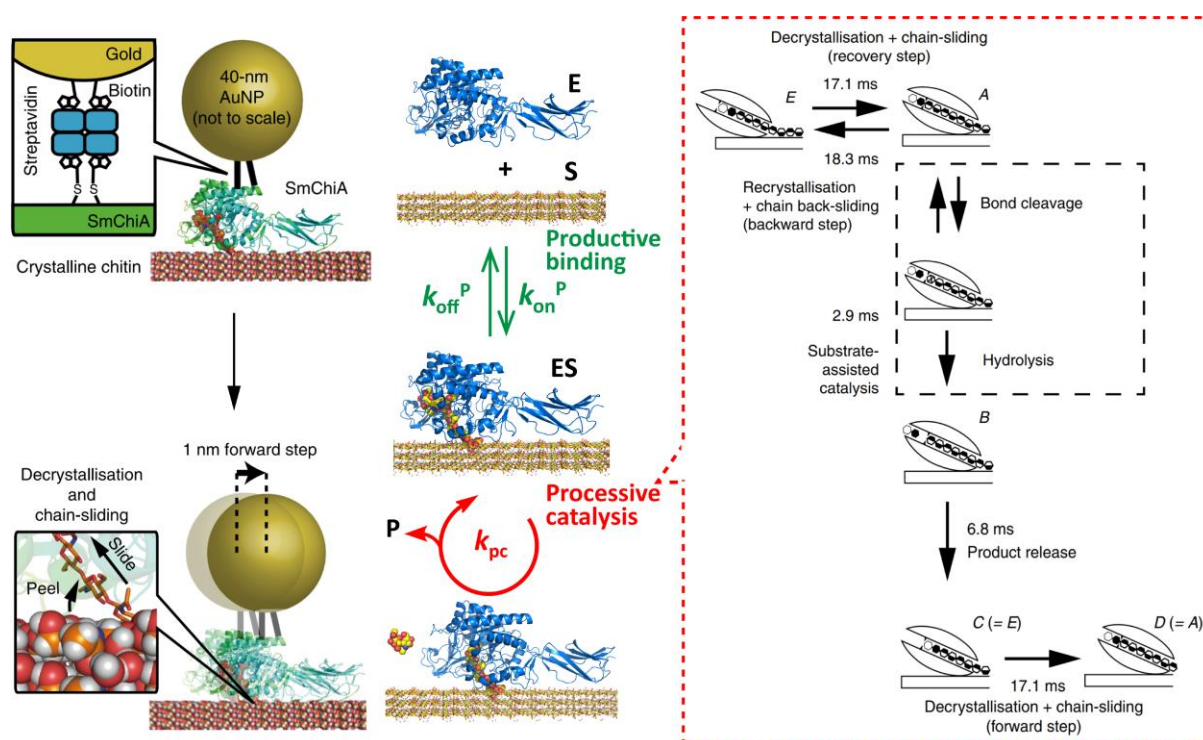 Gold
Biotin
Streptavidin
S
S
SmChiA
40-nm
AuNP
(not to scale)
SmChiA
Crystalline chitin
1 nm forward step
Decrystallisation
and
chain-sliding
Slide
Peel
E
+
S
Productive
binding
koff^P
kon^P
ES
Processive
catalysis
P
kpc
Decrystallisation + chain-sliding
(recovery step)
E
17.1 ms
A
18.3 ms
Recrystallisation
+ chain back-sliding
(backward step)
Bond cleavage
2.9 ms
Substrate-
assisted
catalysis
Hydrolysis
B
6.8 ms
Product release
C (= E)
D (= A)
17.1 ms
Decrystallisation + chain-sliding
(forward step)